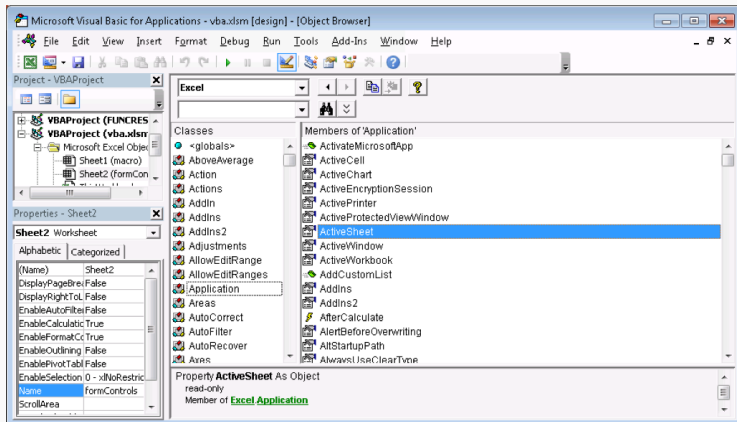 Microsoft Visual Basic for Applications - vba.xlsm [design] - [Object Browser]
File Edit View Insert Format Debug Run Tools Add-Ins Window Help
Project - VBAProject
VBAProject (FUNCRES
VBAProject (vba.xlsm
Microsoft Excel Objec
Sheet1 (macro)
Sheet2 (formCon
Properties - Sheet2
Sheet2 Worksheet
Alphabetic Categorized
(Name) Sheet2
DisplayPageBrea False
DisplayRightToL False
EnableAutoFilter False
EnableCalculatic True
EnableFormatCo True
EnableOutlining False
EnablePivotTabl False
EnableSelection 0 - xlNoRestric
Name formControls
ScrollArea
Excel
Classes
<globals>
AboveAverage
Action
Actions
AddIn
AddIns
AddIns2
Adjustments
AllowEditRange
AllowEditRanges
Application
Areas
AutoCorrect
AutoFilter
AutoRecover
Axes
Members of 'Application'
ActivateMicrosoftApp
ActiveCell
ActiveChart
ActiveEncryptionSession
ActivePrinter
ActiveProtectedViewWindow
ActiveSheet
ActiveWindow
ActiveWorkbook
AddCustomList
AddIns
AddIns2
AfterCalculate
AlertBeforeOverwriting
AltStartupPath
AlwaysUseClearType
Property ActiveSheet As Object
read-only
Member of Excel.Application